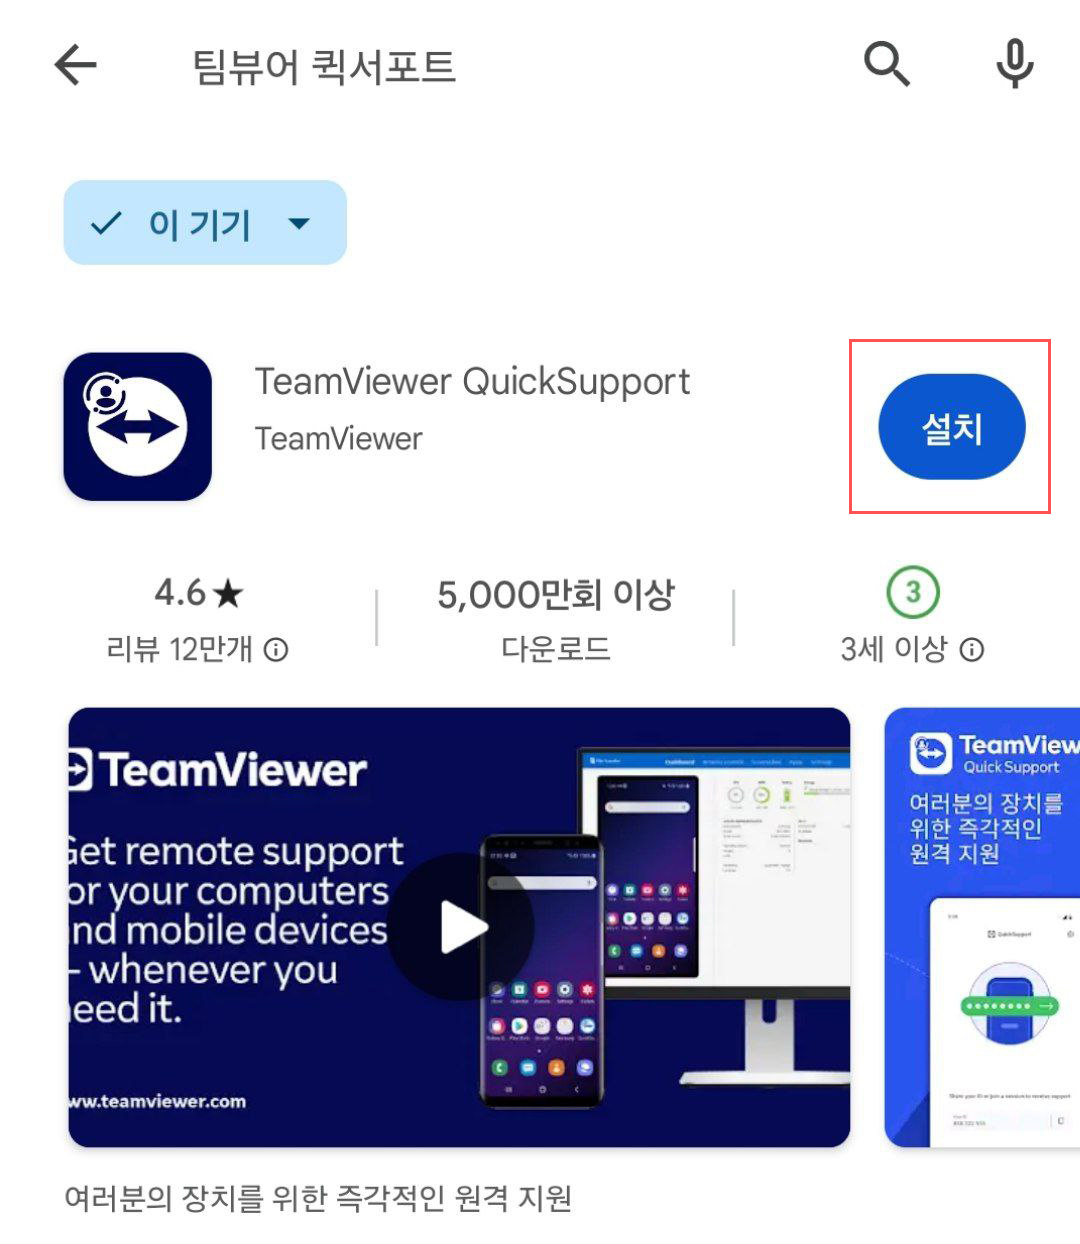 팀뷰어 퀵서포트
이 기기
TeamViewer QuickSupport
TeamViewer
설치
4.6★
리뷰 12만개
5,000만회 이상
다운로드
3
3세 이상
TeamViewer
Get remote support
or your computers
and mobile devices
– whenever you
need it.
ww.teamviewer.com
TeamView
Quick Support
여러분의 장치를
위한 즉각적인
원격 지원
QuickSupport
여러분의 장치를 위한 즉각적인 원격 지원